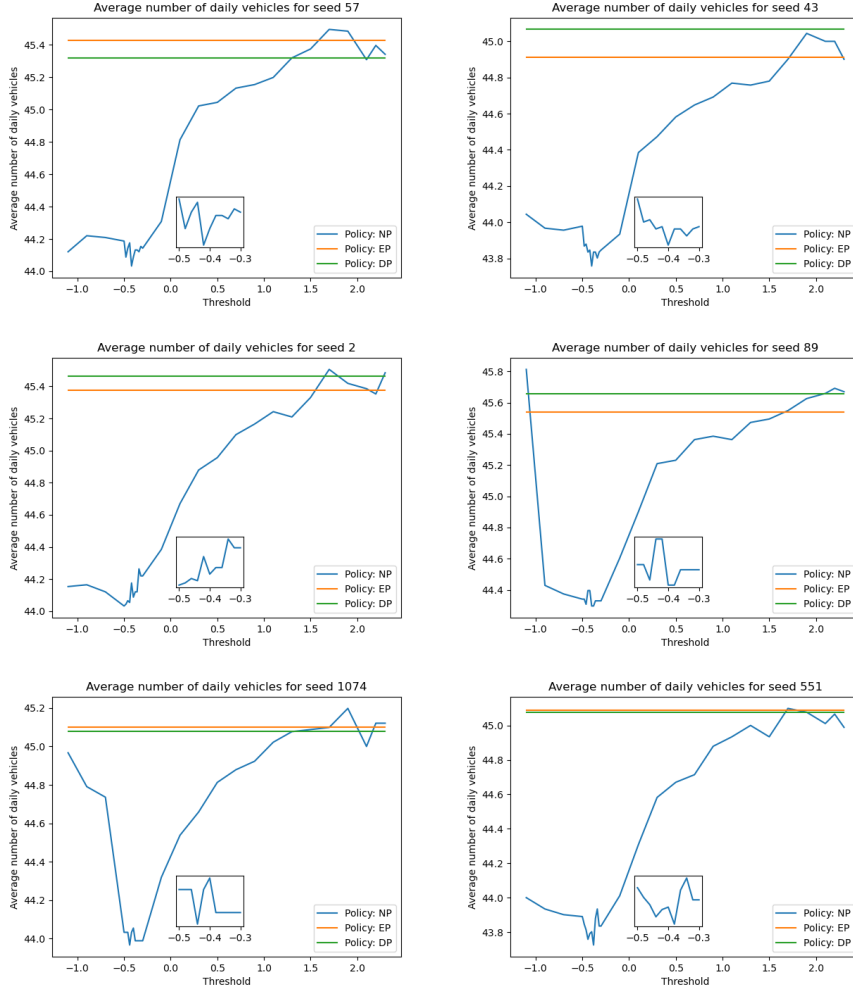 Average number of daily vehicles for seed 57
Average number of daily vehicles
45.4
45.2
45.0
44.8
44.6
44.4
44.2
44.0
−0.5 −0.4 −0.3
Policy: NP
Policy: EP
Policy: DP
−1.0 −0.5 0.0 0.5 1.0 1.5 2.0
Threshold
Average number of daily vehicles for seed 43
Average number of daily vehicles
45.0
44.8
44.6
44.4
44.2
44.0
43.8
−0.5 −0.4 −0.3
Policy: NP
Policy: EP
Policy: DP
−1.0 −0.5 0.0 0.5 1.0 1.5 2.0
Threshold
Average number of daily vehicles for seed 2
Average number of daily vehicles
45.4
45.2
45.0
44.8
44.6
44.4
44.2
44.0
−0.5 −0.4 −0.3
Policy: NP
Policy: EP
Policy: DP
−1.0 −0.5 0.0 0.5 1.0 1.5 2.0
Threshold
Average number of daily vehicles for seed 89
Average number of daily vehicles
45.8
45.6
45.4
45.2
45.0
44.8
44.6
44.4
−0.5 −0.4 −0.3
Policy: NP
Policy: EP
Policy: DP
−1.0 −0.5 0.0 0.5 1.0 1.5 2.0
Threshold
Average number of daily vehicles for seed 1074
Average number of daily vehicles
45.2
45.0
44.8
44.6
44.4
44.2
44.0
−0.5 −0.4 −0.3
Policy: NP
Policy: EP
Policy: DP
−1.0 −0.5 0.0 0.5 1.0 1.5 2.0
Threshold
Average number of daily vehicles for seed 551
Average number of daily vehicles
45.0
44.8
44.6
44.4
44.2
44.0
43.8
−0.5 −0.4 −0.3
Policy: NP
Policy: EP
Policy: DP
−1.0 −0.5 0.0 0.5 1.0 1.5 2.0
Threshold